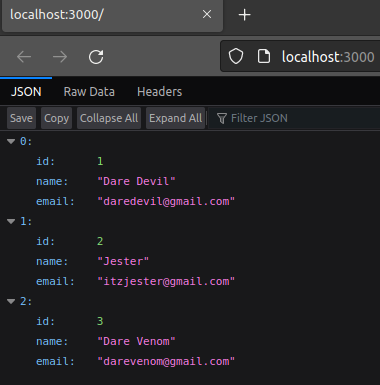 localhost:3000/
localhost:3000
JSON Raw Data Headers
Save Copy Collapse All Expand All Filter JSON
0:
id: 1
name: "Dare Devil"
email: "daredevil@gmail.com"
1:
id: 2
name: "Jester"
email: "itzjester@gmail.com"
2:
id: 3
name: "Dare Venom"
email: "darevenom@gmail.com"